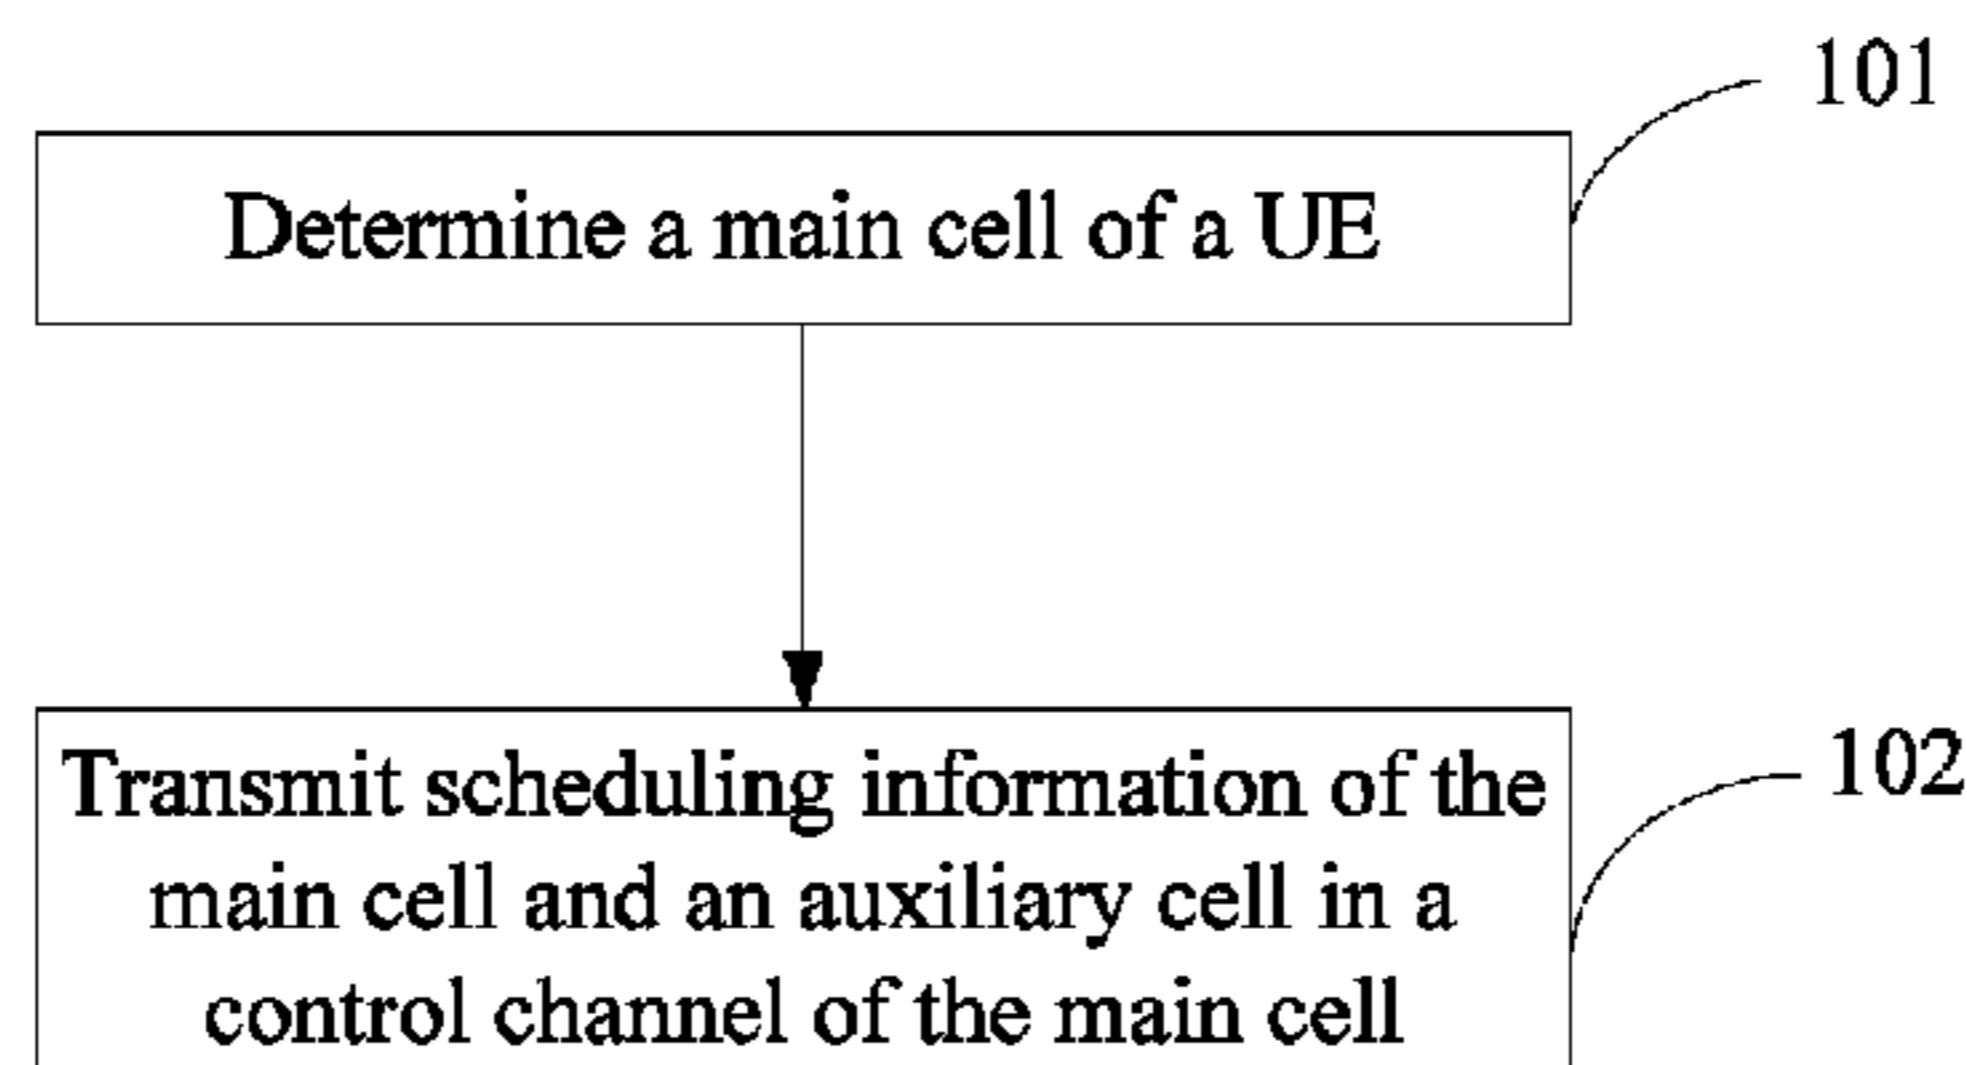 101
Determine a main cell of a UE
102
Transmit scheduling information of the
main cell and an auxiliary cell in a
control channel of the main cell